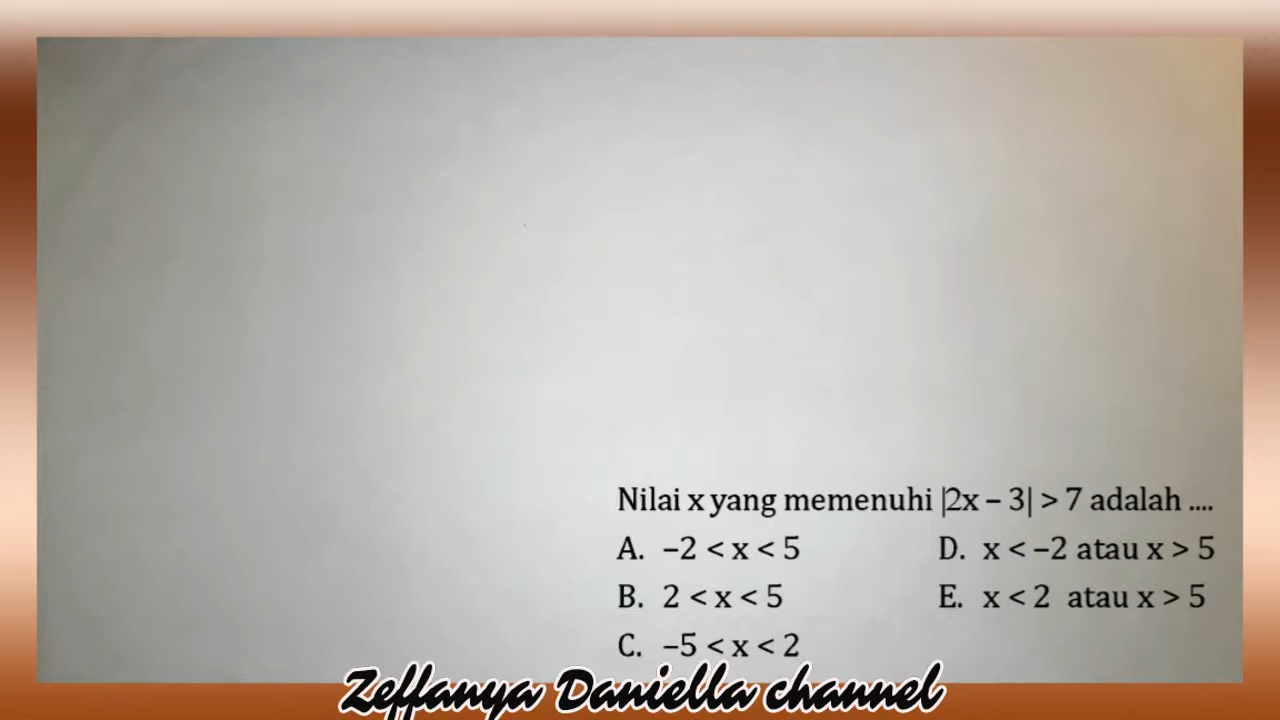 Nilai x yang memenuhi |2x – 3| > 7 adalah ....
A. –2 < x < 5
D. x < –2 atau x > 5
B. 2 < x < 5
E. x < 2 atau x > 5
C. –5 < x < 2
Zeffanya Daniella channel